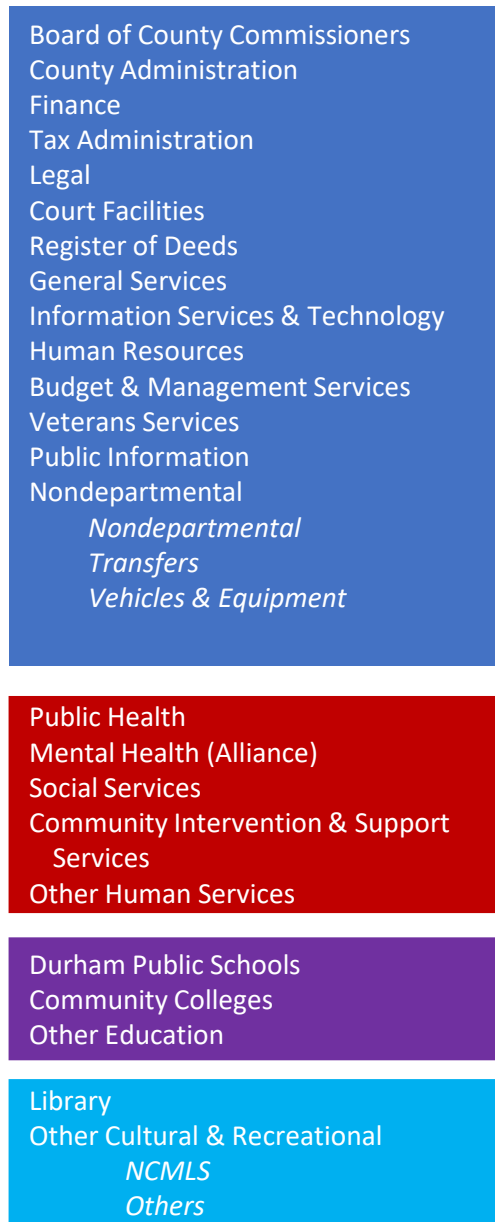 Board of County Commissioners
County Administration
Finance
Tax Administration
Legal
Court Facilities
Register of Deeds
General Services
Information Services & Technology
Human Resources
Budget & Management Services
Veterans Services
Public Information
Nondepartmental
Nondepartmental
Transfers
Vehicles & Equipment
Public Health
Mental Health (Alliance)
Social Services
Community Intervention & Support
Services
Other Human Services
Durham Public Schools
Community Colleges
Other Education
Library
Other Cultural & Recreational
NCMLS
Others